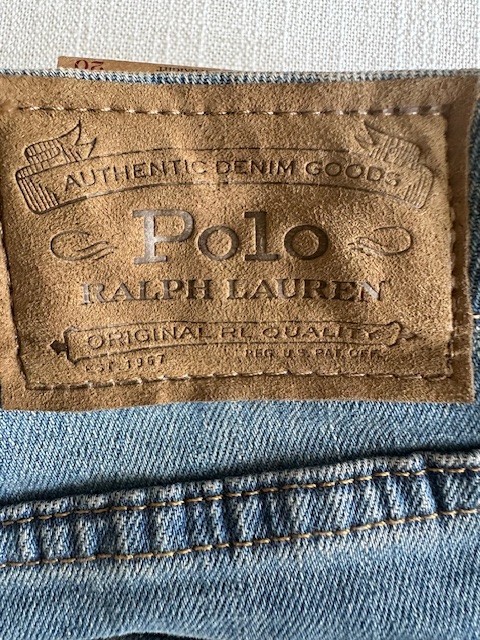 AUTHENTIC DENIM GOODS
Polo
RALPH LAUREN
ORIGINAL RL QUALITY
EST. 1967 REG. U.S. PAT. OFF.